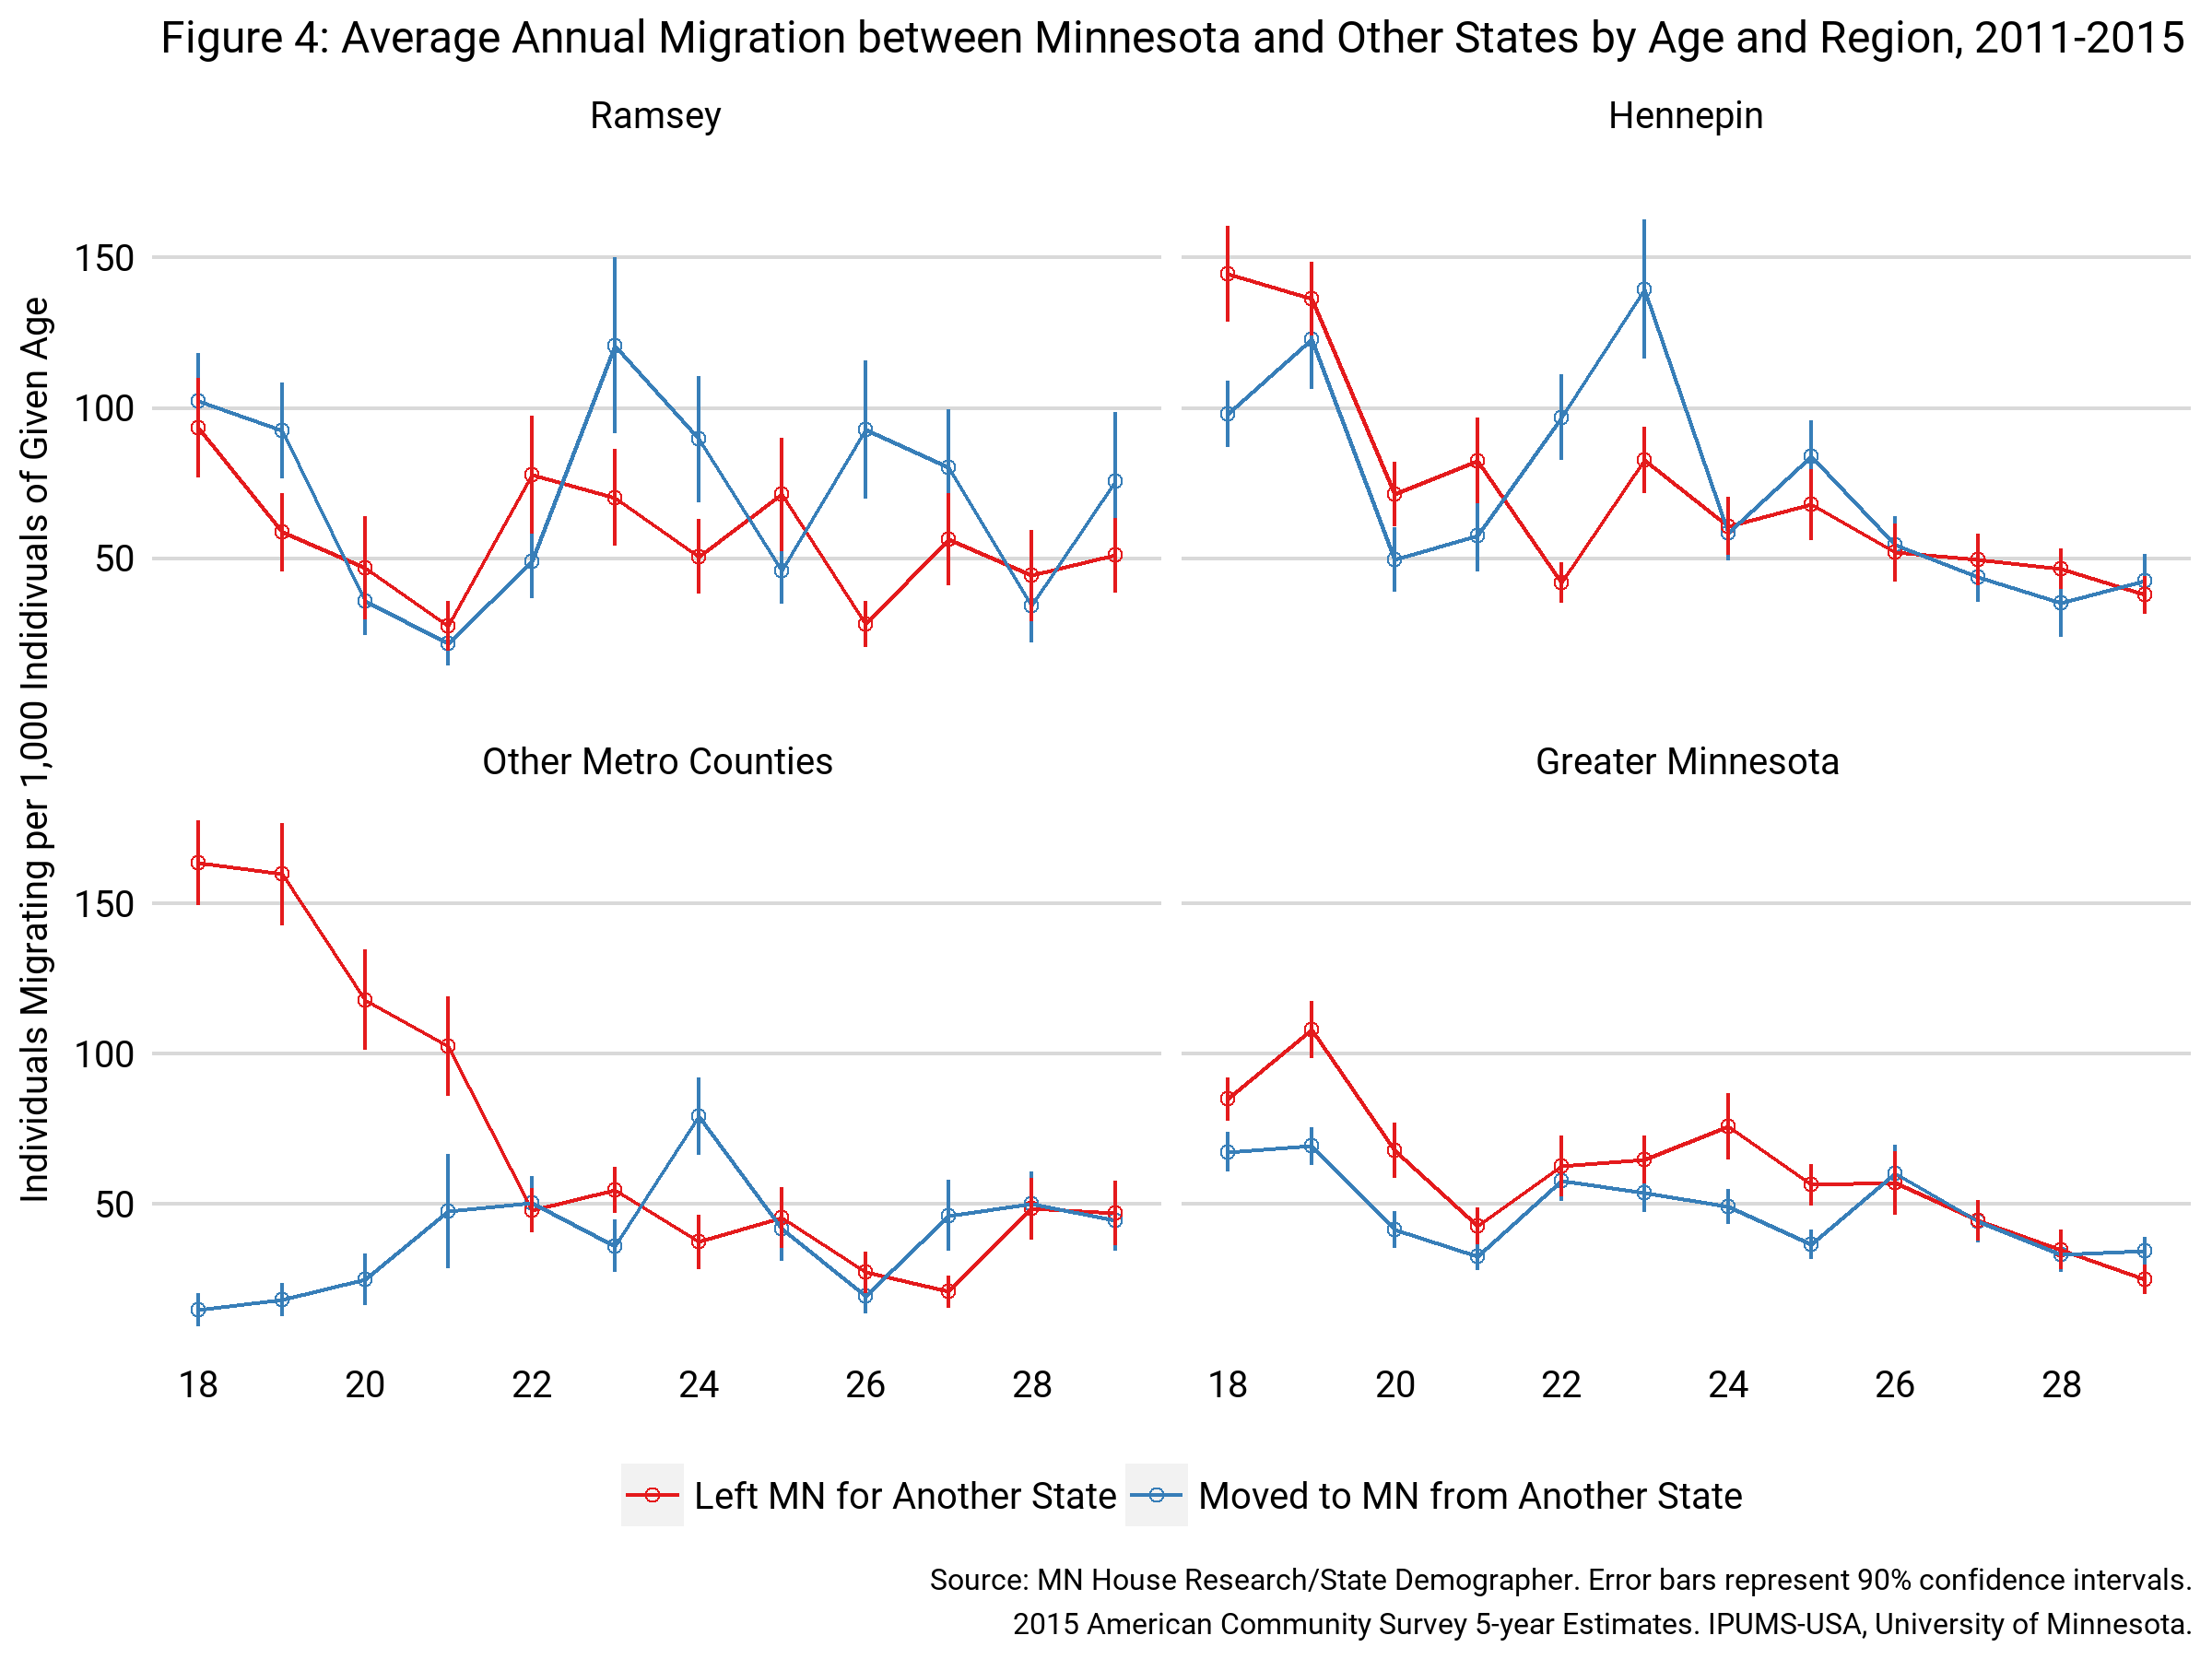 Figure 4: Average Annual Migration between Minnesota and Other States by Age and Region, 2011-2015
Ramsey
Hennepin
Individuals Migrating per 1,000 Indidivuals of Given Age
150
100
50
Other Metro Counties
Greater Minnesota
150
100
50
18 20 22 24 26 28
18 20 22 24 26 28
Left MN for Another State
Moved to MN from Another State
Source: MN House Research/State Demographer. Error bars represent 90% confidence intervals.
2015 American Community Survey 5-year Estimates. IPUMS-USA, University of Minnesota.